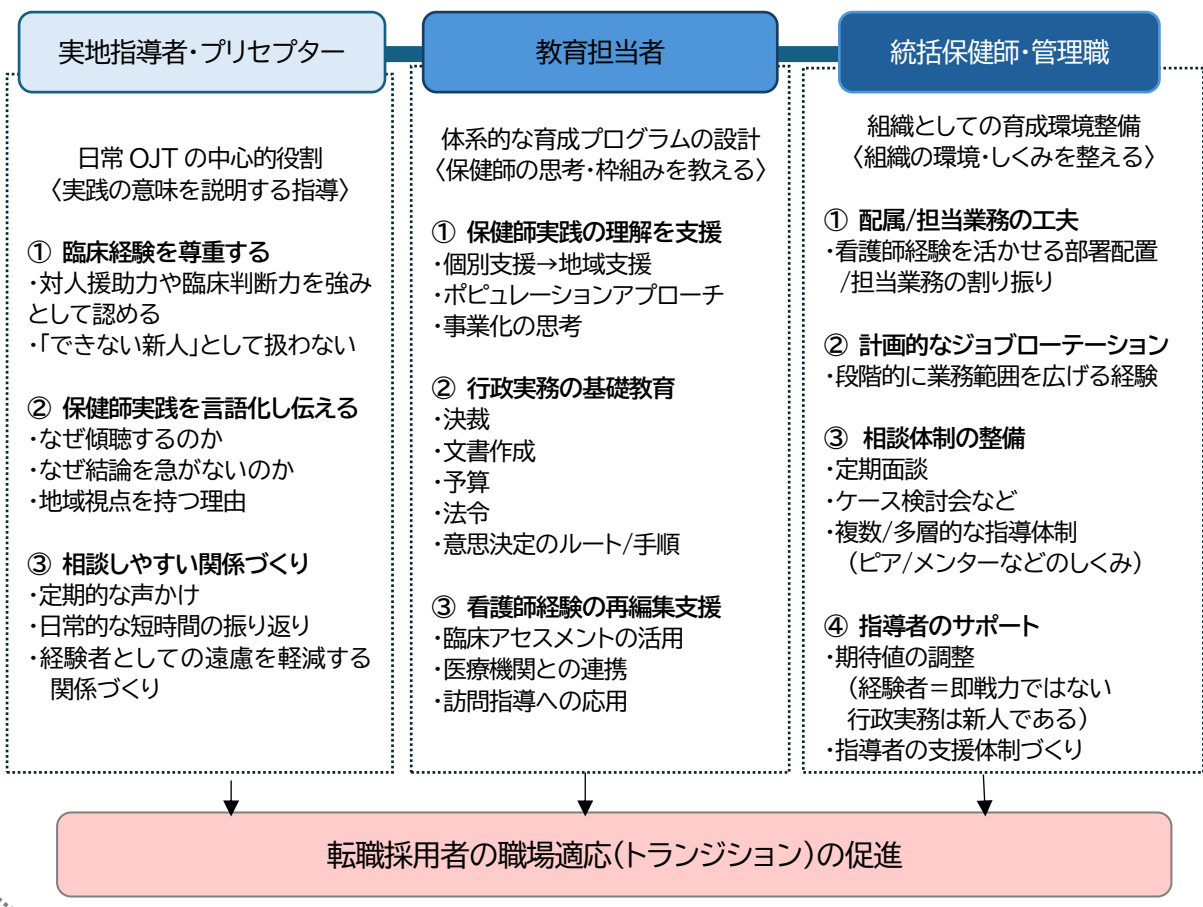 実地指導者・プリセプター
日常 OJT の中心的役割
〈実践の意味を説明する指導〉
① 臨床経験を尊重する
・対人援助力や臨床判断力を強み
として認める
・「できない新人」として扱わない
② 保健師実践を言語化し伝える
・なぜ傾聴するのか
・なぜ結論を急がないのか
・地域視点を持つ理由
③ 相談しやすい関係づくり
・定期的な声かけ
・日常的な短時間の振り返り
・経験者としての遠慮を軽減する
関係づくり
教育担当者
体系的な育成プログラムの設計
〈保健師の思考・枠組みを教える〉
① 保健師実践の理解を支援
・個別支援→地域支援
・ポピュレーションアプローチ
・事業化の思考
② 行政実務の基礎教育
・決裁
・文書作成
・予算
・法令
・意思決定のルート/手順
③ 看護師経験の再編集支援
・臨床アセスメントの活用
・医療機関との連携
・訪問指導への応用
統括保健師・管理職
組織としての育成環境整備
〈組織の環境・しくみを整える〉
① 配属/担当業務の工夫
・看護師経験を活かせる部署配置
/担当業務の割り振り
② 計画的なジョブローテーション
・段階的に業務範囲を広げる経験
③ 相談体制の整備
・定期面談
・ケース検討会など
・複数/多層的な指導体制
（ピア/メンターなどのしくみ）
④ 指導者のサポート
・期待値の調整
（経験者＝即戦力ではない
行政実務は新人である）
・指導者の支援体制づくり
転職採用者の職場適応（トランジション）の促進